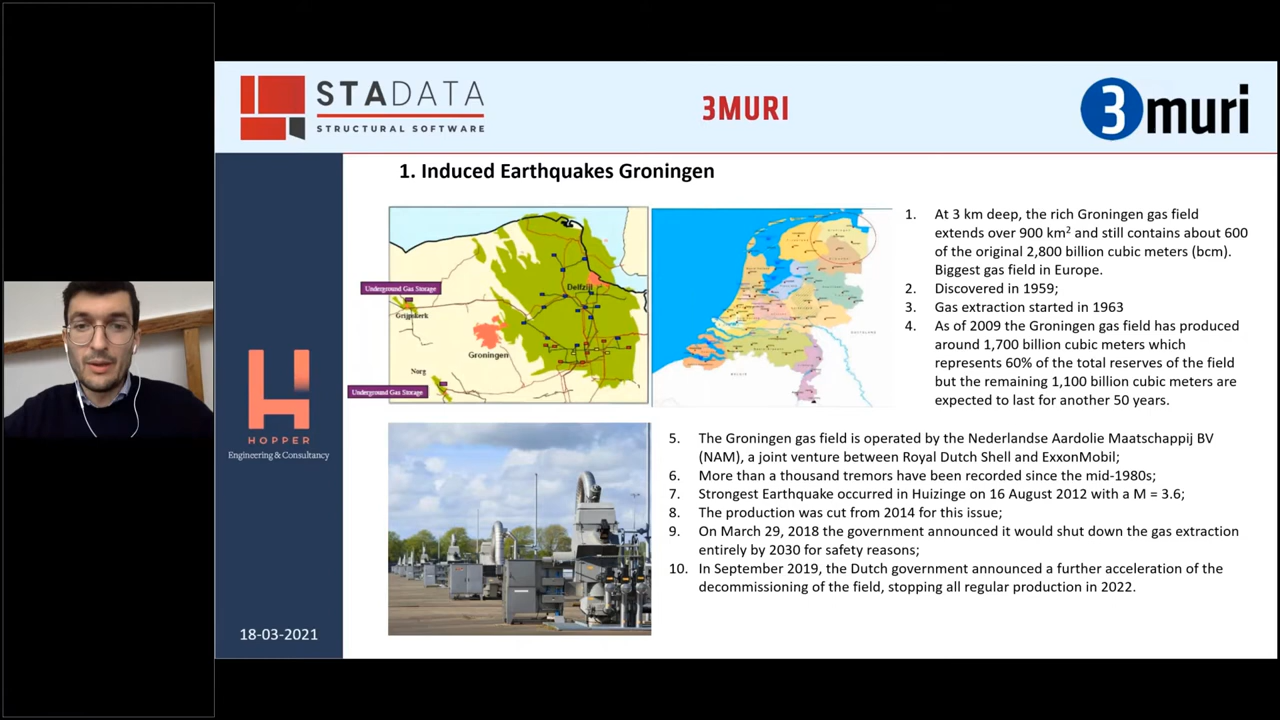 STADATA
STRUCTURAL SOFTWARE
3MURI
3muri
1. Induced Earthquakes Groningen
Underground Gas Storage
Grijpskerk
Delfzijl
Groningen
Norg
Underground Gas Storage
1. At 3 km deep, the rich Groningen gas field
extends over 900 km² and still contains about 600
of the original 2,800 billion cubic meters (bcm).
Biggest gas field in Europe.
2. Discovered in 1959;
3. Gas extraction started in 1963
4. As of 2009 the Groningen gas field has produced
around 1,700 billion cubic meters which
represents 60% of the total reserves of the field
but the remaining 1,100 billion cubic meters are
expected to last for another 50 years.
5. The Groningen gas field is operated by the Nederlandse Aardolie Maatschappij BV
(NAM), a joint venture between Royal Dutch Shell and ExxonMobil;
6. More than a thousand tremors have been recorded since the mid-1980s;
7. Strongest Earthquake occurred in Huizinge on 16 August 2012 with a M = 3.6;
8. The production was cut from 2014 for this issue;
9. On March 29, 2018 the government announced it would shut down the gas extraction
entirely by 2030 for safety reasons;
10. In September 2019, the Dutch government announced a further acceleration of the
decommissioning of the field, stopping all regular production in 2022.
HOPPER
Engineering & Consultancy
18-03-2021